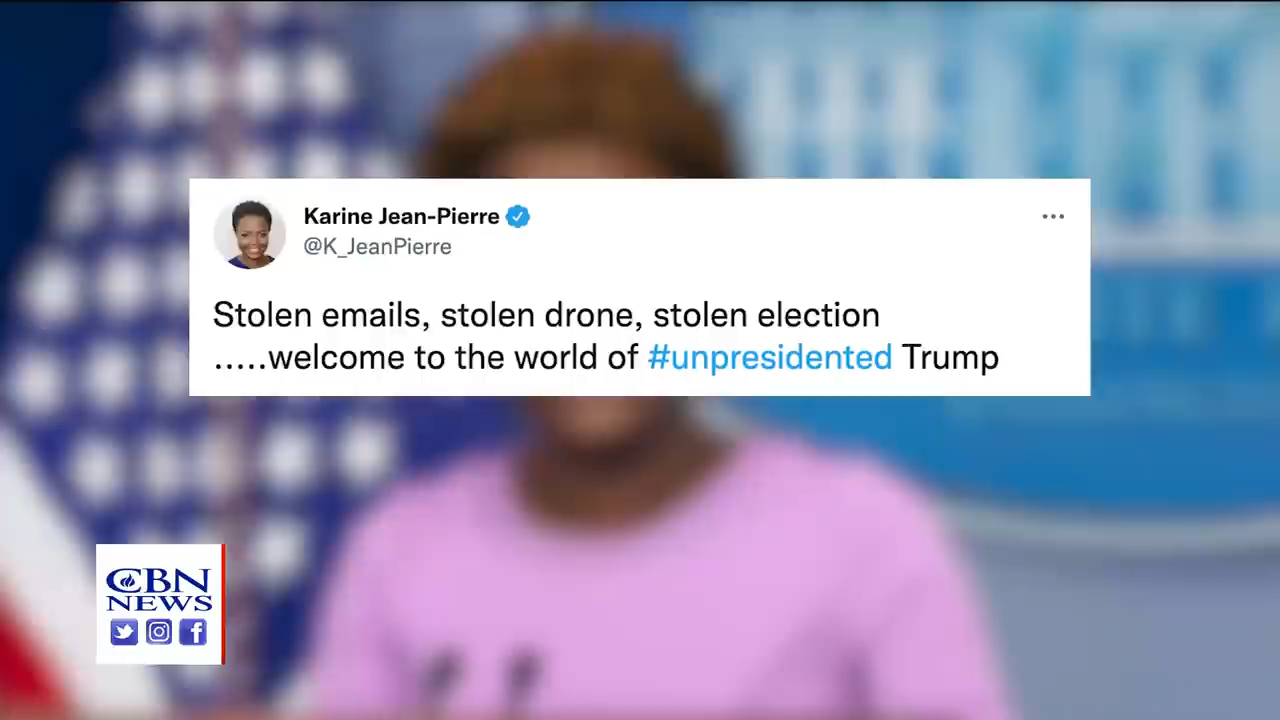 Karine Jean-Pierre
@K_JeanPierre
Stolen emails, stolen drone, stolen election
.....welcome to the world of #unpresidented Trump
CBN
NEWS